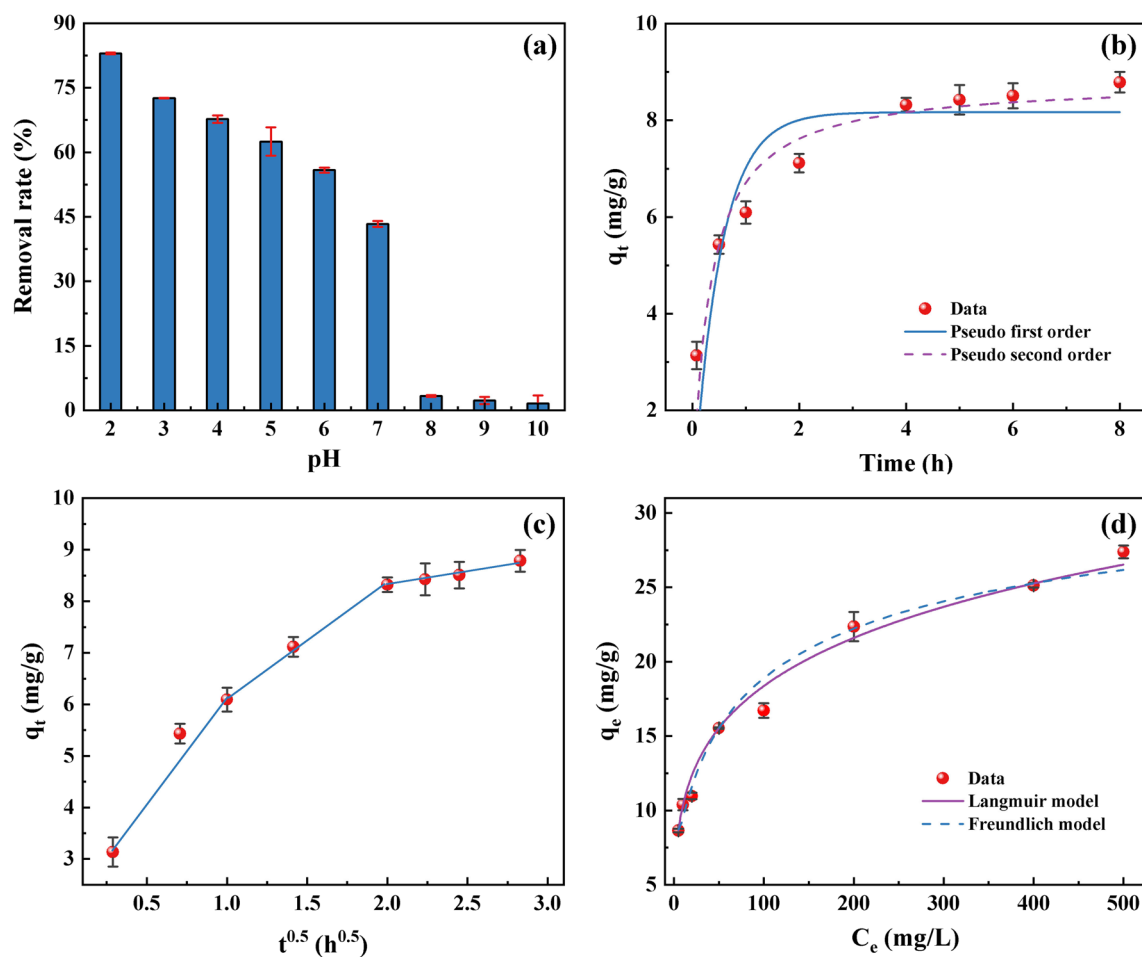 (a)
90
75
60
45
30
15
0
Removal rate (%)
2 3 4 5 6 7 8 9 10
pH
(b)
10
8
6
4
2
qt (mg/g)
Data
Pseudo first order
Pseudo second order
0 2 4 6 8
Time (h)
(c)
10
9
8
7
6
5
4
3
qt (mg/g)
0.5 1.0 1.5 2.0 2.5 3.0
t^0.5 (h^0.5)
(d)
30
25
20
15
10
5
qe (mg/g)
Data
Langmuir model
Freundlich model
0 100 200 300 400 500
Ce (mg/L)